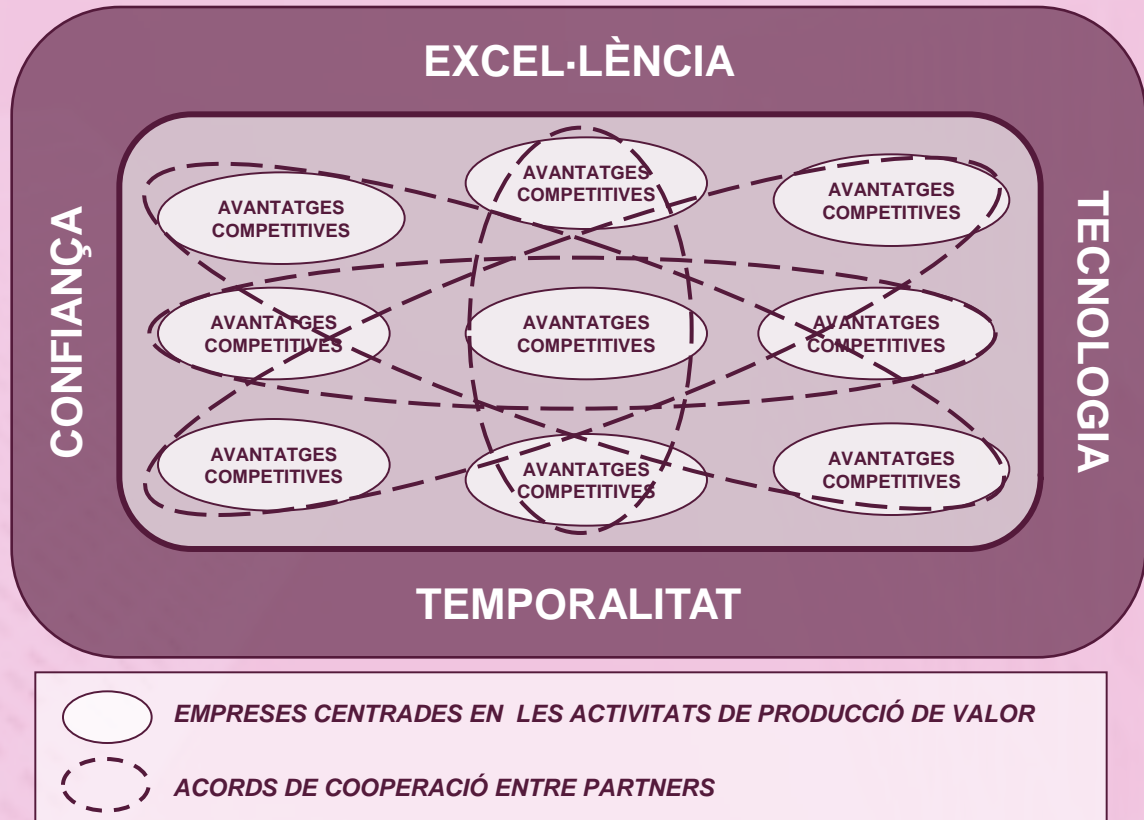 EXCEL·LÈNCIA
CONFIANÇA
TECNOLOGIA
AVANTATGES
COMPETITIVES
AVANTATGES
COMPETITIVES
AVANTATGES
COMPETITIVES
AVANTATGES
COMPETITIVES
AVANTATGES
COMPETITIVES
AVANTATGES
COMPETITIVES
AVANTATGES
COMPETITIVES
AVANTATGES
COMPETITIVES
AVANTATGES
COMPETITIVES
TEMPORALITAT
EMPRESES CENTRADES EN LES ACTIVITATS DE PRODUCCIÓ DE VALOR
ACORDS DE COOPERACIÓ ENTRE PARTNERS